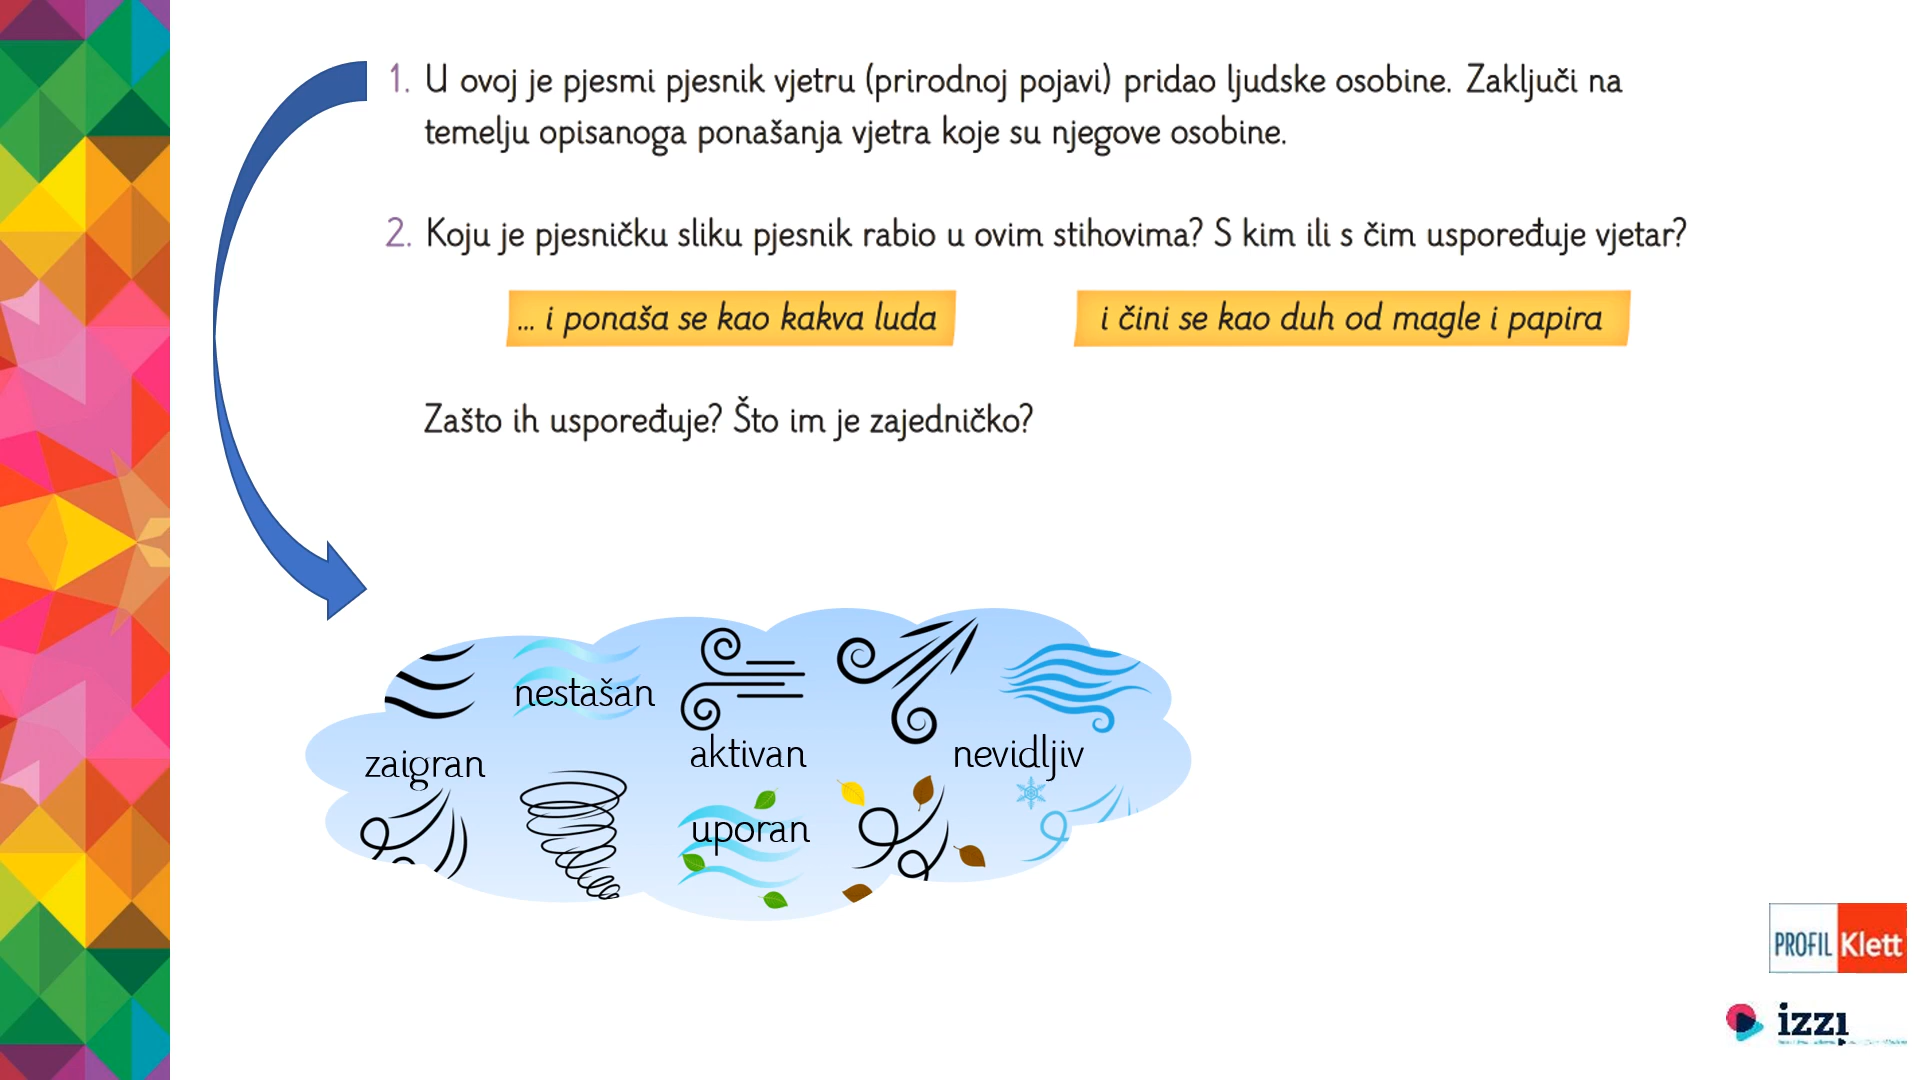 1. U ovoj je pjesmi pjesnik vjetru (prirodnoj pojavi) pridao ljudske osobine. Zaključi na
temelju opisanoga ponašanja vjetra koje su njegove osobine.
2. Koju je pjesničku sliku pjesnik rabio u ovim stihovima? S kim ili s čim uspoređuje vjetar?
... i ponaša se kao kakva luda
i čini se kao duh od magle i papira
Zašto ih uspoređuje? Što im je zajedničko?
nestašan
zaigran
aktivan
nevidljiv
uporan
PROFIL Klett
izzi